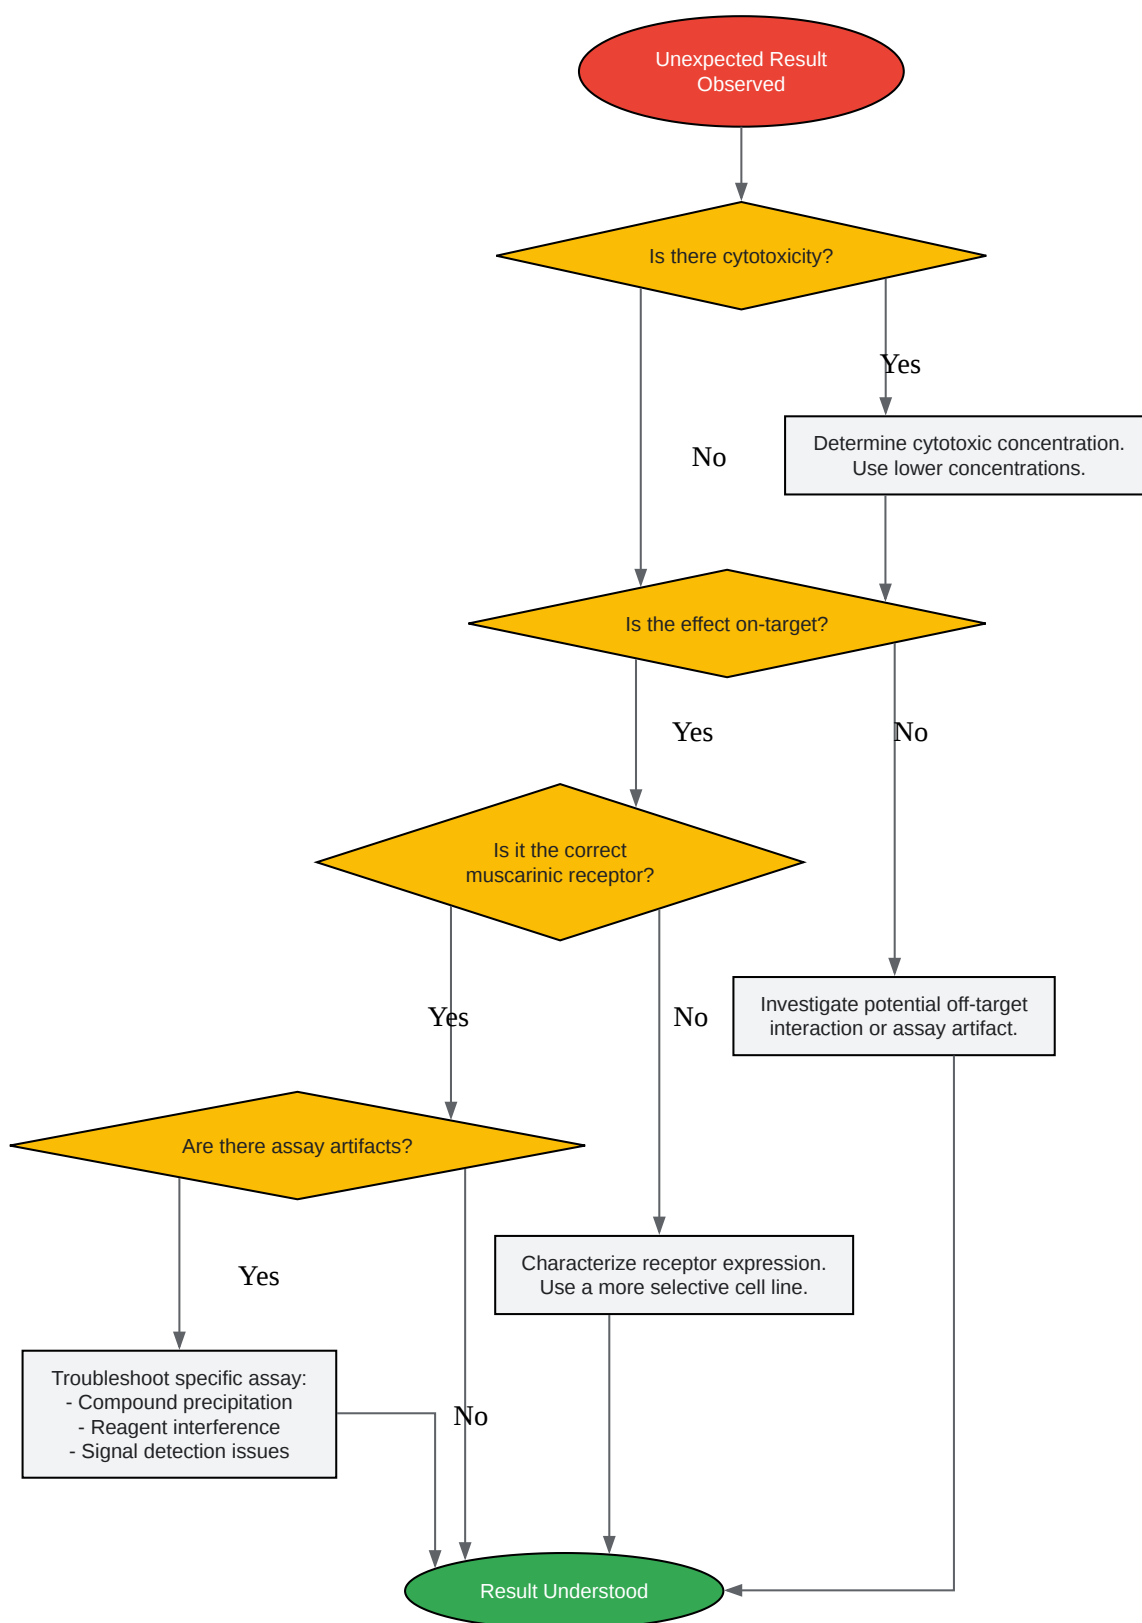 Unexpected Result
Observed
Is there cytotoxicity?
Yes
No
Determine cytotoxic concentration.
Use lower concentrations.
Is the effect on-target?
Yes
No
Is it the correct
muscarinic receptor?
Yes
No
Investigate potential off-target
interaction or assay artifact.
Are there assay artifacts?
Yes
Characterize receptor expression.
Use a more selective cell line.
Troubleshoot specific assay:
- Compound precipitation
- Reagent interference
- Signal detection issues
No
Result Understood